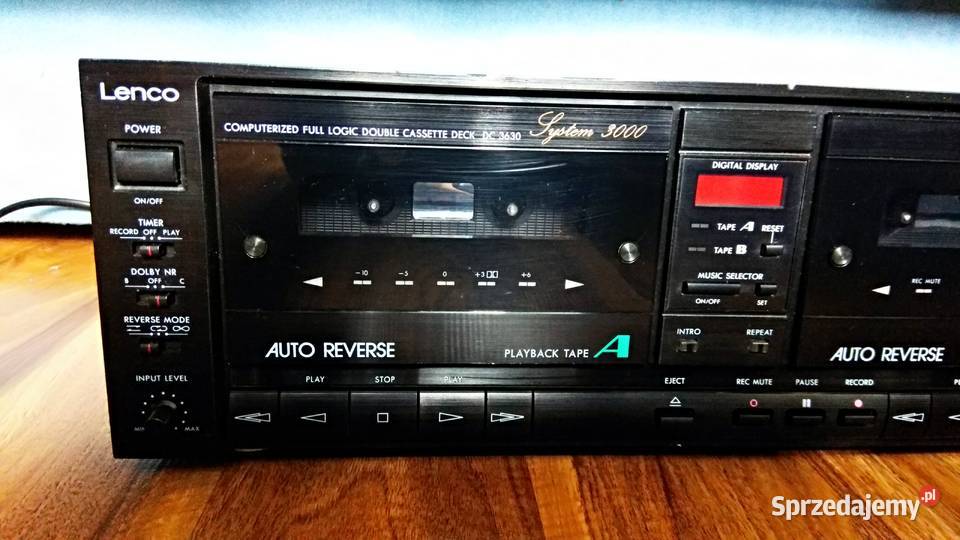 Lenco
POWER
ON/OFF
TIMER
RECORD OFF PLAY
DOLBY NR
B OFF C
REVERSE MODE
INPUT LEVEL
MIN MAX
COMPUTERIZED FULL LOGIC DOUBLE CASSETTE DECK DC 3630 System 3000
-10 -5 0 +3 +6
AUTO REVERSE
PLAYBACK TAPE A
PLAY STOP PLAY
DIGITAL DISPLAY
TAPE A RESET
TAPE B
MUSIC SELECTOR
ON/OFF SET
INTRO REPEAT
EJECT REC MUTE PAUSE RECORD
REC MUTE
AUTO REVERSE
Sprzedajemy.pl